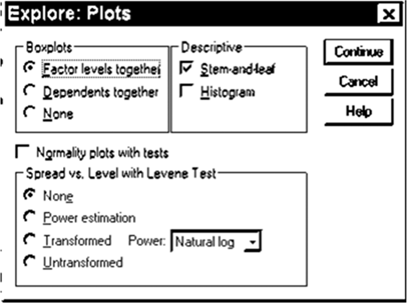 Explore: Plots
Boxplots
Factor levels together
Dependents together
None
Descriptive
Stem-and-leaf
Histogram
Continue
Cancel
Help
Normality plots with tests
Spread vs. Level with Levene Test
None
Power estimation
Transformed Power: Natural log
Untransformed